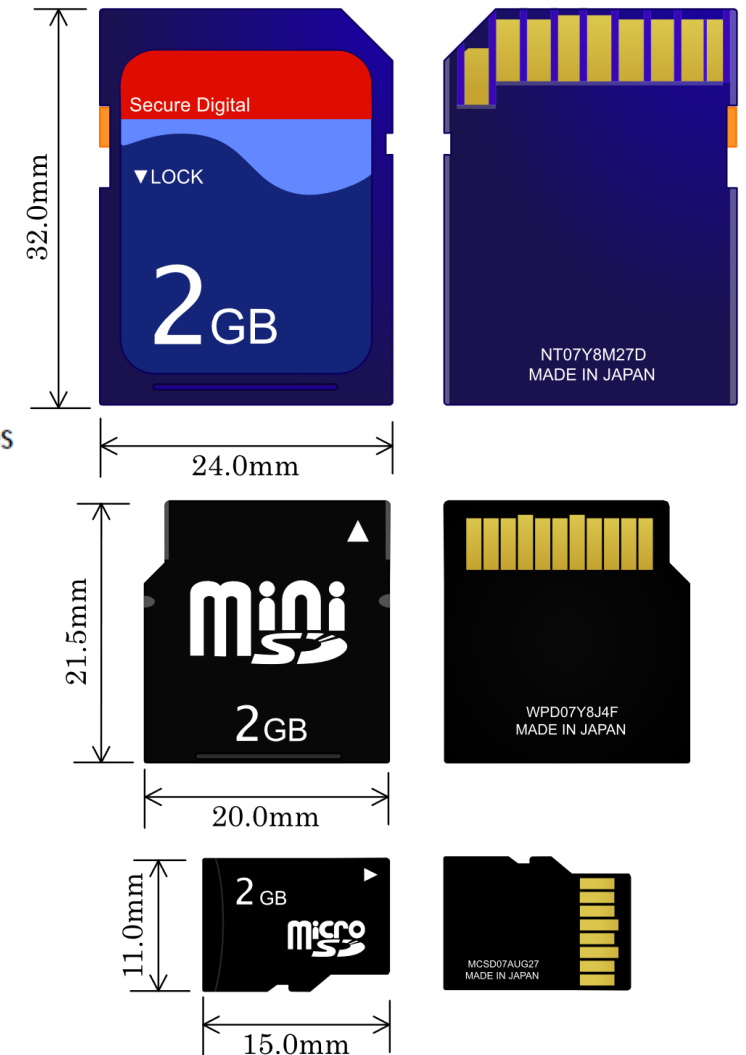 Secure Digital
▼LOCK
32.0mm
2GB
NT07Y8M27D
MADE IN JAPAN
s
24.0mm
mini
SD
21.5mm
2GB
WPD07Y8J4F
MADE IN JAPAN
20.0mm
2 GB
11.0mm
micro
SD
MCSD07AUG27
MADE IN JAPAN
15.0mm